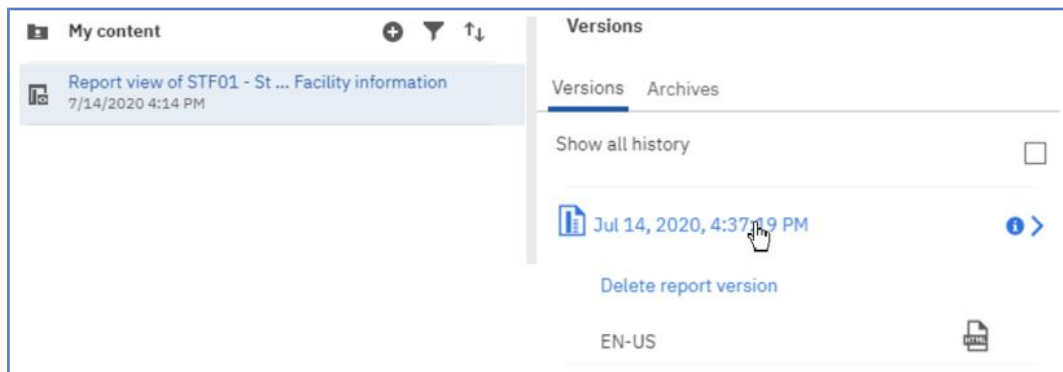 My content
Report view of STF01 - St ... Facility information
7/14/2020 4:14 PM
Versions
Versions Archives
Show all history
Jul 14, 2020, 4:37:19 PM
Delete report version
EN-US
HTML